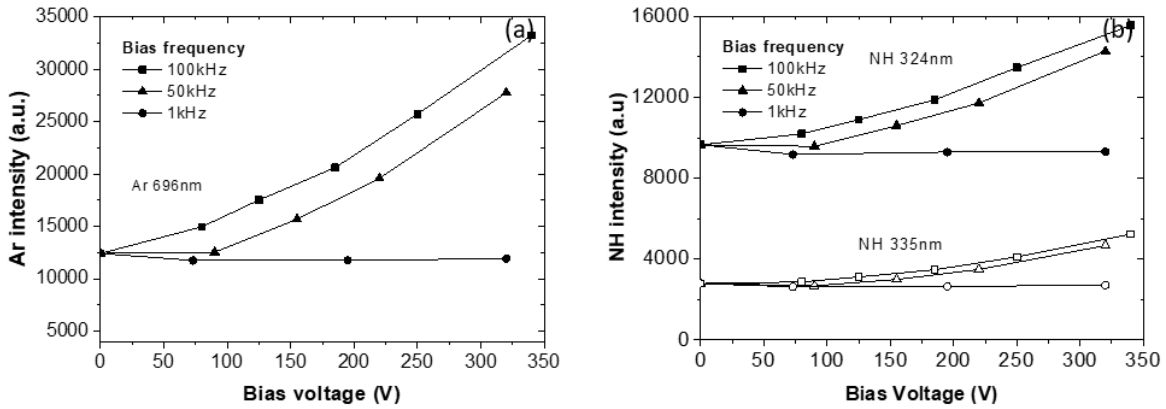 (a)
35000
30000
25000
20000
15000
10000
5000
Ar intensity (a.u.)
Bias frequency
100kHz
50kHz
1kHz
Ar 696nm
0 50 100 150 200 250 300 350
Bias voltage (V)
(b)
16000
12000
8000
4000
0
NH intensity (a.u)
Bias frequency
100kHz
50kHz
1kHz
NH 324nm
NH 335nm
0 50 100 150 200 250 300 350
Bias Voltage (V)